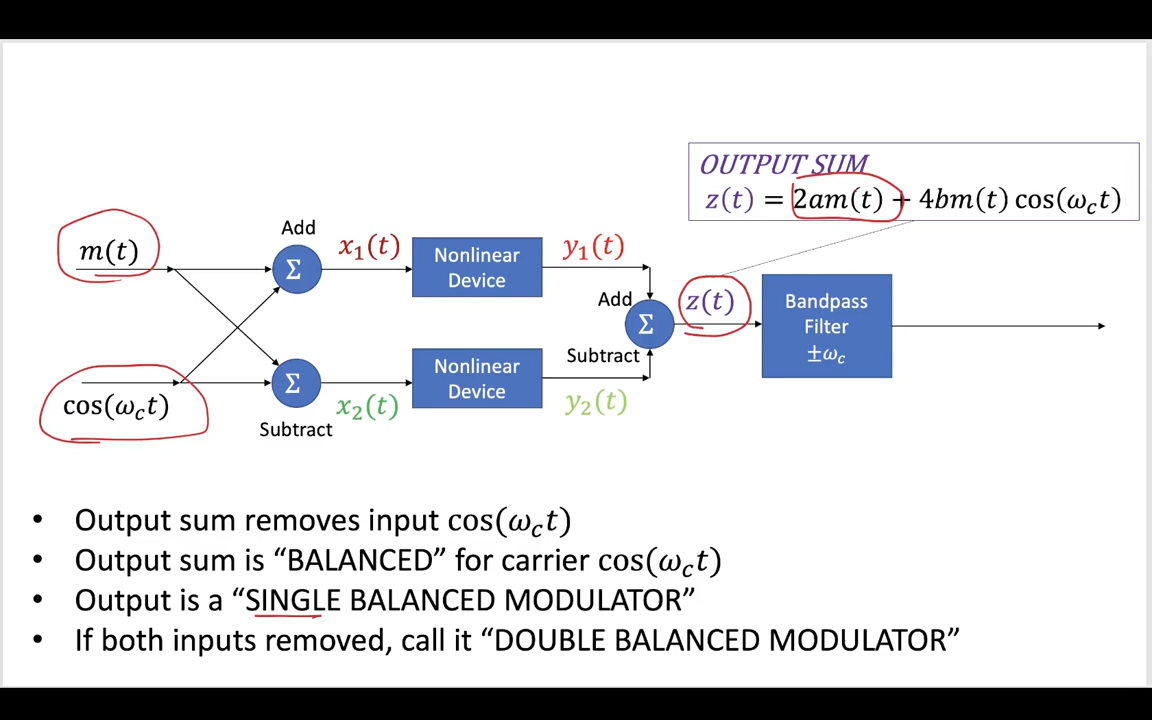 OUTPUT SUM
z(t) = 2am(t) + 4bm(t) cos(ω_c t)
m(t)
Add
Σ
x₁(t)
Nonlinear
Device
y₁(t)
Add
Σ
Subtract
z(t)
Bandpass
Filter
±ω_c
cos(ω_c t)
Σ
Subtract
x₂(t)
Nonlinear
Device
y₂(t)
• Output sum removes input cos(ω_c t)
• Output sum is “BALANCED” for carrier cos(ω_c t)
• Output is a “SINGLE BALANCED MODULATOR”
• If both inputs removed, call it “DOUBLE BALANCED MODULATOR”